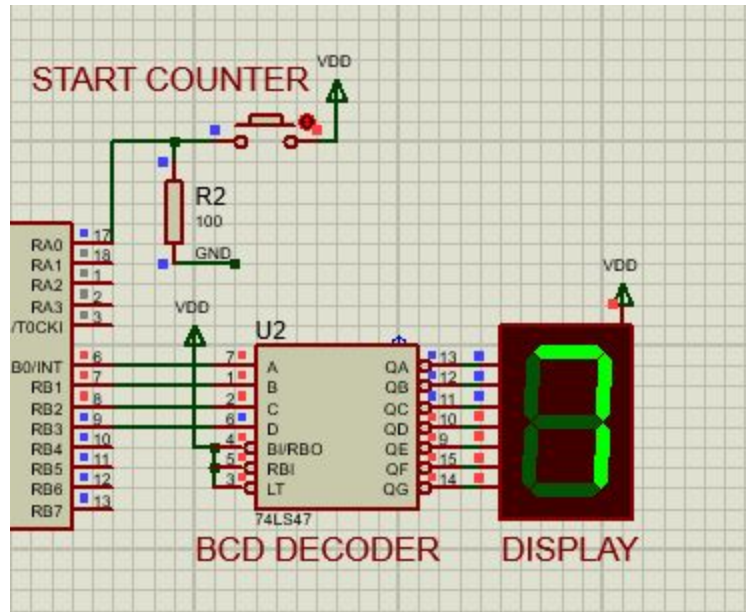 VDD
START COUNTER
R2
100
GND
17
RA0
18
RA1
1
RA2
2
RA3
3
/T0CKI
VDD
VDD
U2
6
B0/INT
7
RB1
8
RB2
9
RB3
10
RB4
11
RB5
12
RB6
13
RB7
7
A
QA
13
1
B
QB
12
2
C
QC
11
6
D
QD
10
4
BI/RBO
QE
9
5
RBI
QF
15
3
LT
QG
14
74LS47
BCD DECODER
DISPLAY